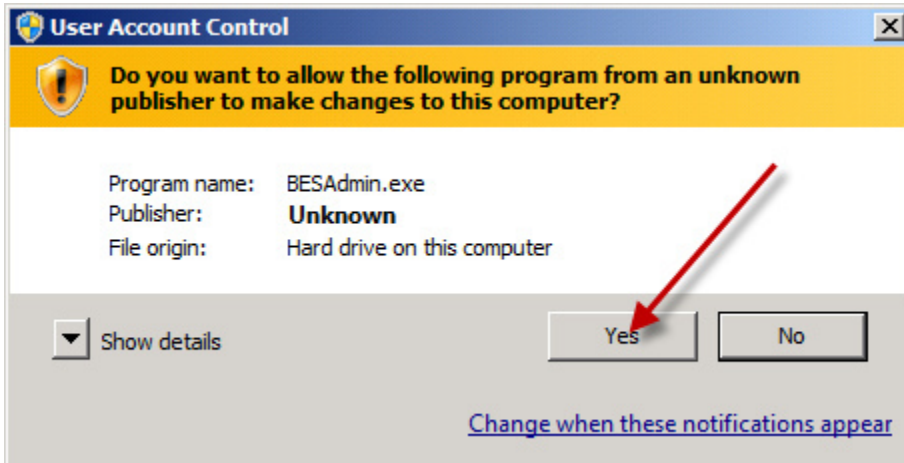 User Account Control
Do you want to allow the following program from an unknown
publisher to make changes to this computer?
Program name: BESAdmin.exe
Publisher: Unknown
File origin: Hard drive on this computer
Show details Yes No
Change when these notifications appear